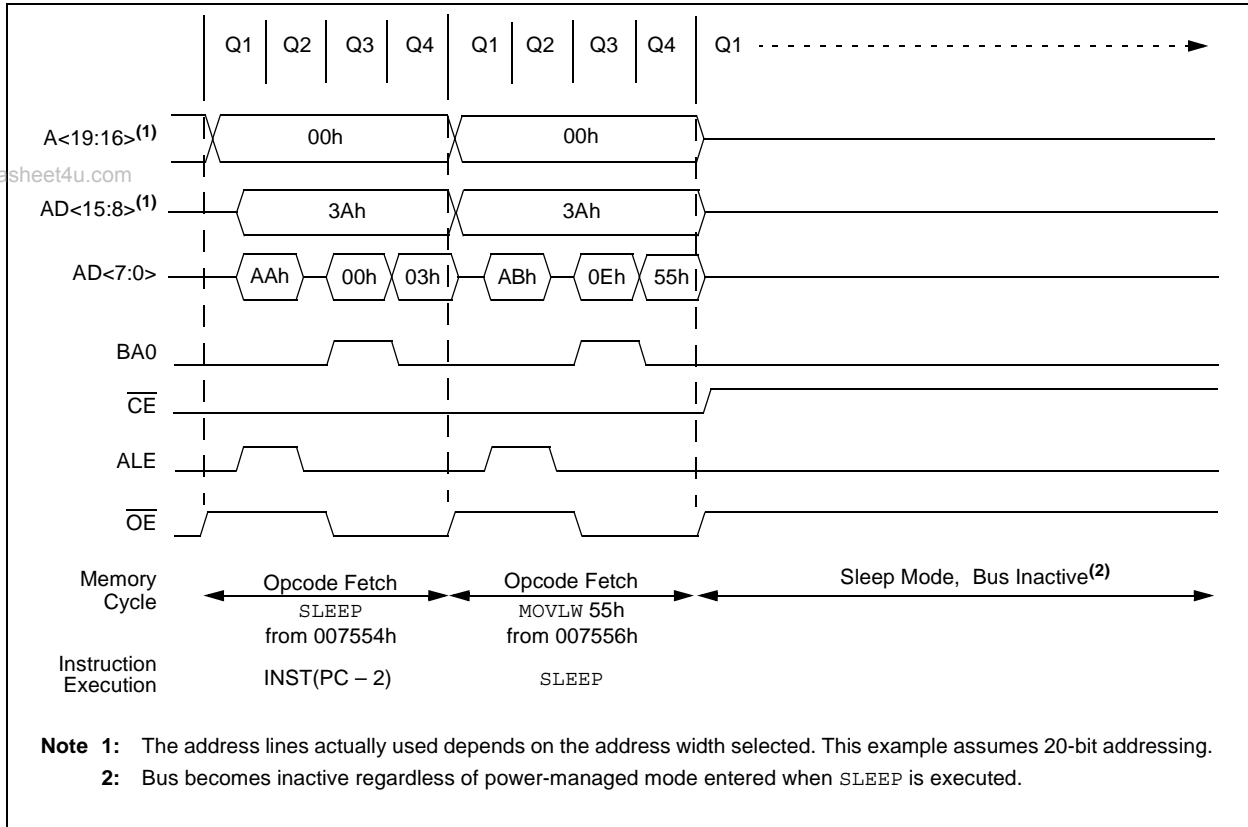 Q1 Q2 Q3 Q4 Q1 Q2 Q3 Q4 Q1
A<19:16>(1) 00h 00h
asheet4u.com
AD<15:8>(1) 3Ah 3Ah
AD<7:0> AAh 00h 03h ABh 0Eh 55h
BA0
CE
ALE
OE
Memory
Cycle
Opcode Fetch
SLEEP
from 007554h
Opcode Fetch
MOVLW 55h
from 007556h
Sleep Mode, Bus Inactive(2)
Instruction
Execution
INST(PC – 2)
SLEEP
Note 1: The address lines actually used depends on the address width selected. This example assumes 20-bit addressing.
2: Bus becomes inactive regardless of power-managed mode entered when SLEEP is executed.